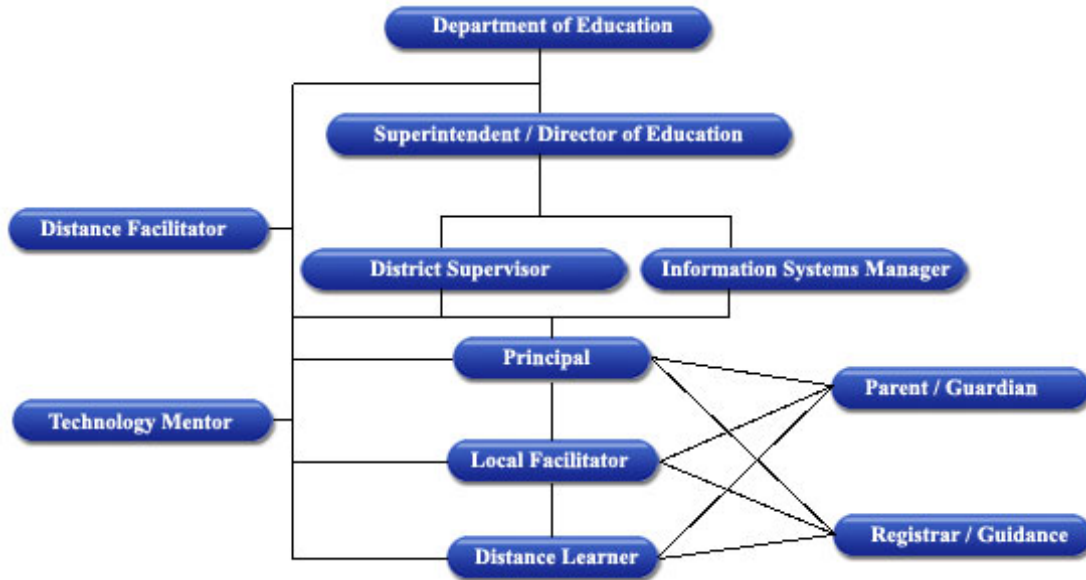 Department of Education
Superintendent / Director of Education
Distance Facilitator
District Supervisor
Information Systems Manager
Principal
Parent / Guardian
Technology Mentor
Local Facilitator
Registrar / Guidance
Distance Learner